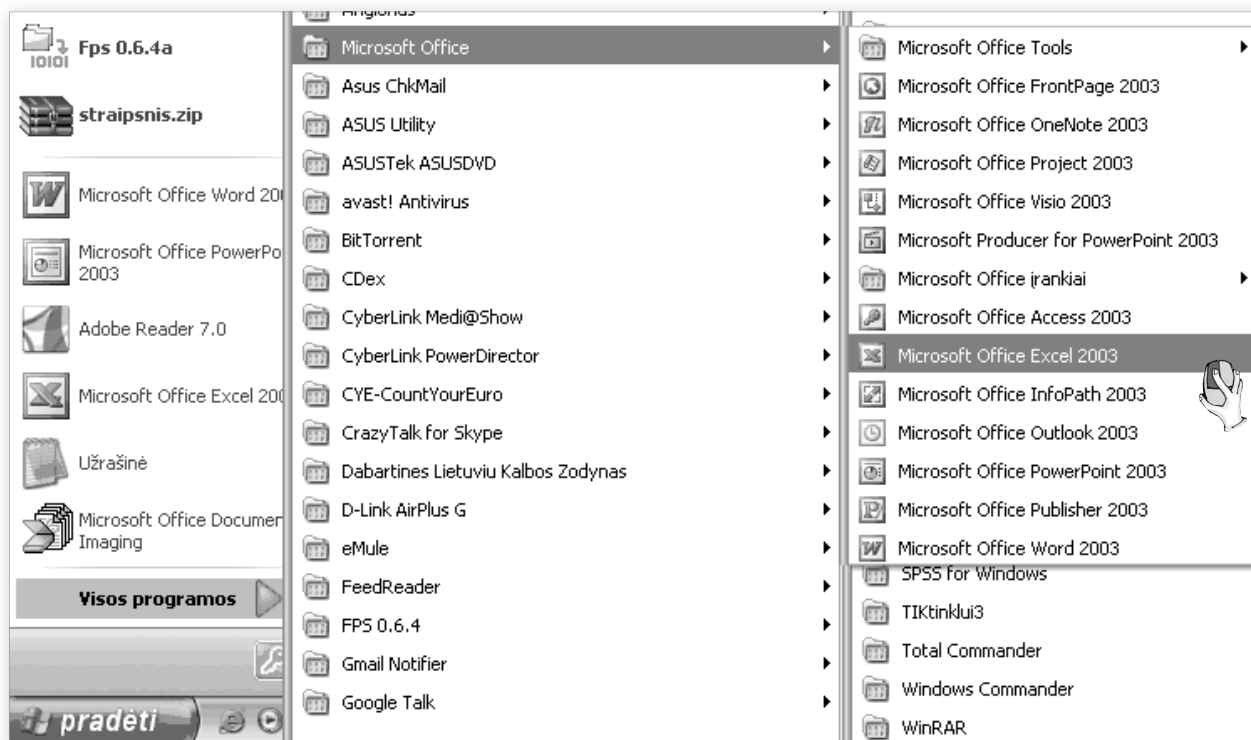 Fps 0.6.4a
10101
straipsnis.zip
Microsoft Office Word 200
Microsoft Office PowerPo
2003
Adobe Reader 7.0
Microsoft Office Excel 200
Užrašinė
Microsoft Office Documen
Imaging
Visos programos
pradėti
Microsoft Office
Asus ChkMail
ASUS Utility
ASUSTek ASUSDVD
avast! Antivirus
BitTorrent
CDex
CyberLink Medi@Show
CyberLink PowerDirector
CYE-CountYourEuro
CrazyTalk for Skype
Dabartines Lietuviu Kalbos Zodynas
D-Link AirPlus G
eMule
FeedReader
FPS 0.6.4
Gmail Notifier
Google Talk
Microsoft Office Tools
Microsoft Office FrontPage 2003
Microsoft Office OneNote 2003
Microsoft Office Project 2003
Microsoft Office Visio 2003
Microsoft Producer for PowerPoint 2003
Microsoft Office įrankiai
Microsoft Office Access 2003
Microsoft Office Excel 2003
Microsoft Office InfoPath 2003
Microsoft Office Outlook 2003
Microsoft Office PowerPoint 2003
Microsoft Office Publisher 2003
Microsoft Office Word 2003
SPSS for Windows
TIKtinklui3
Total Commander
Windows Commander
WinRAR